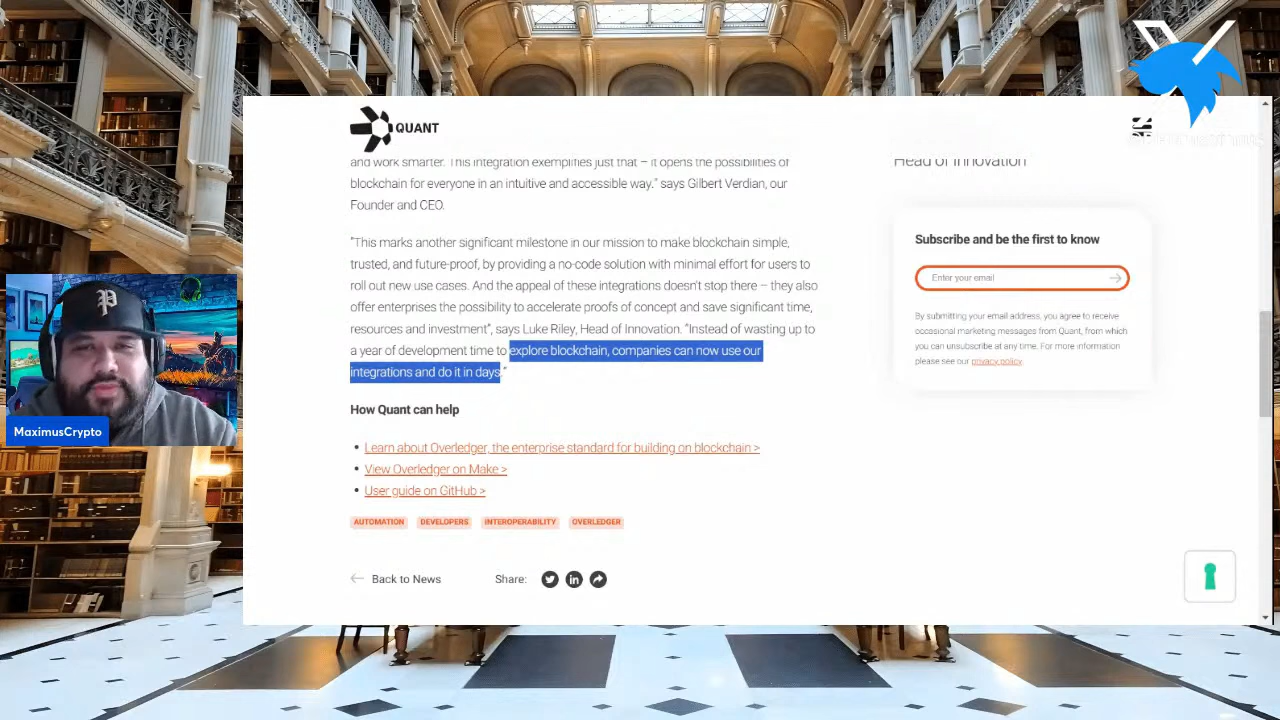 QUANT
and work smarter. This integration exemplifies just that – it opens the possibilities of
blockchain for everyone in an intuitive and accessible way." says Gilbert Verdian, our
Founder and CEO.
"This marks another significant milestone in our mission to make blockchain simple,
trusted, and future-proof, by providing a no-code solution with minimal effort for users to
roll out new use cases. And the appeal of these integrations doesn't stop there – they also
offer enterprises the possibility to accelerate proofs of concept and save significant time,
resources and investment", says Luke Riley, Head of Innovation. "Instead of wasting up to
a year of development time to explore blockchain, companies can now use our
integrations and do it in days."
How Quant can help
• Learn about Overledger, the enterprise standard for building on blockchain >
• View Overledger on Make >
• User guide on GitHub >
AUTOMATION DEVELOPERS INTEROPERABILITY OVERLEDGER
Back to News Share:
Head of Innovation
Subscribe and be the first to know
Enter your email
By submitting your email address, you agree to receive
occasional marketing messages from Quant, from which
you can unsubscribe at any time. For more information
please see our privacy policy.
P
MaximusCrypto